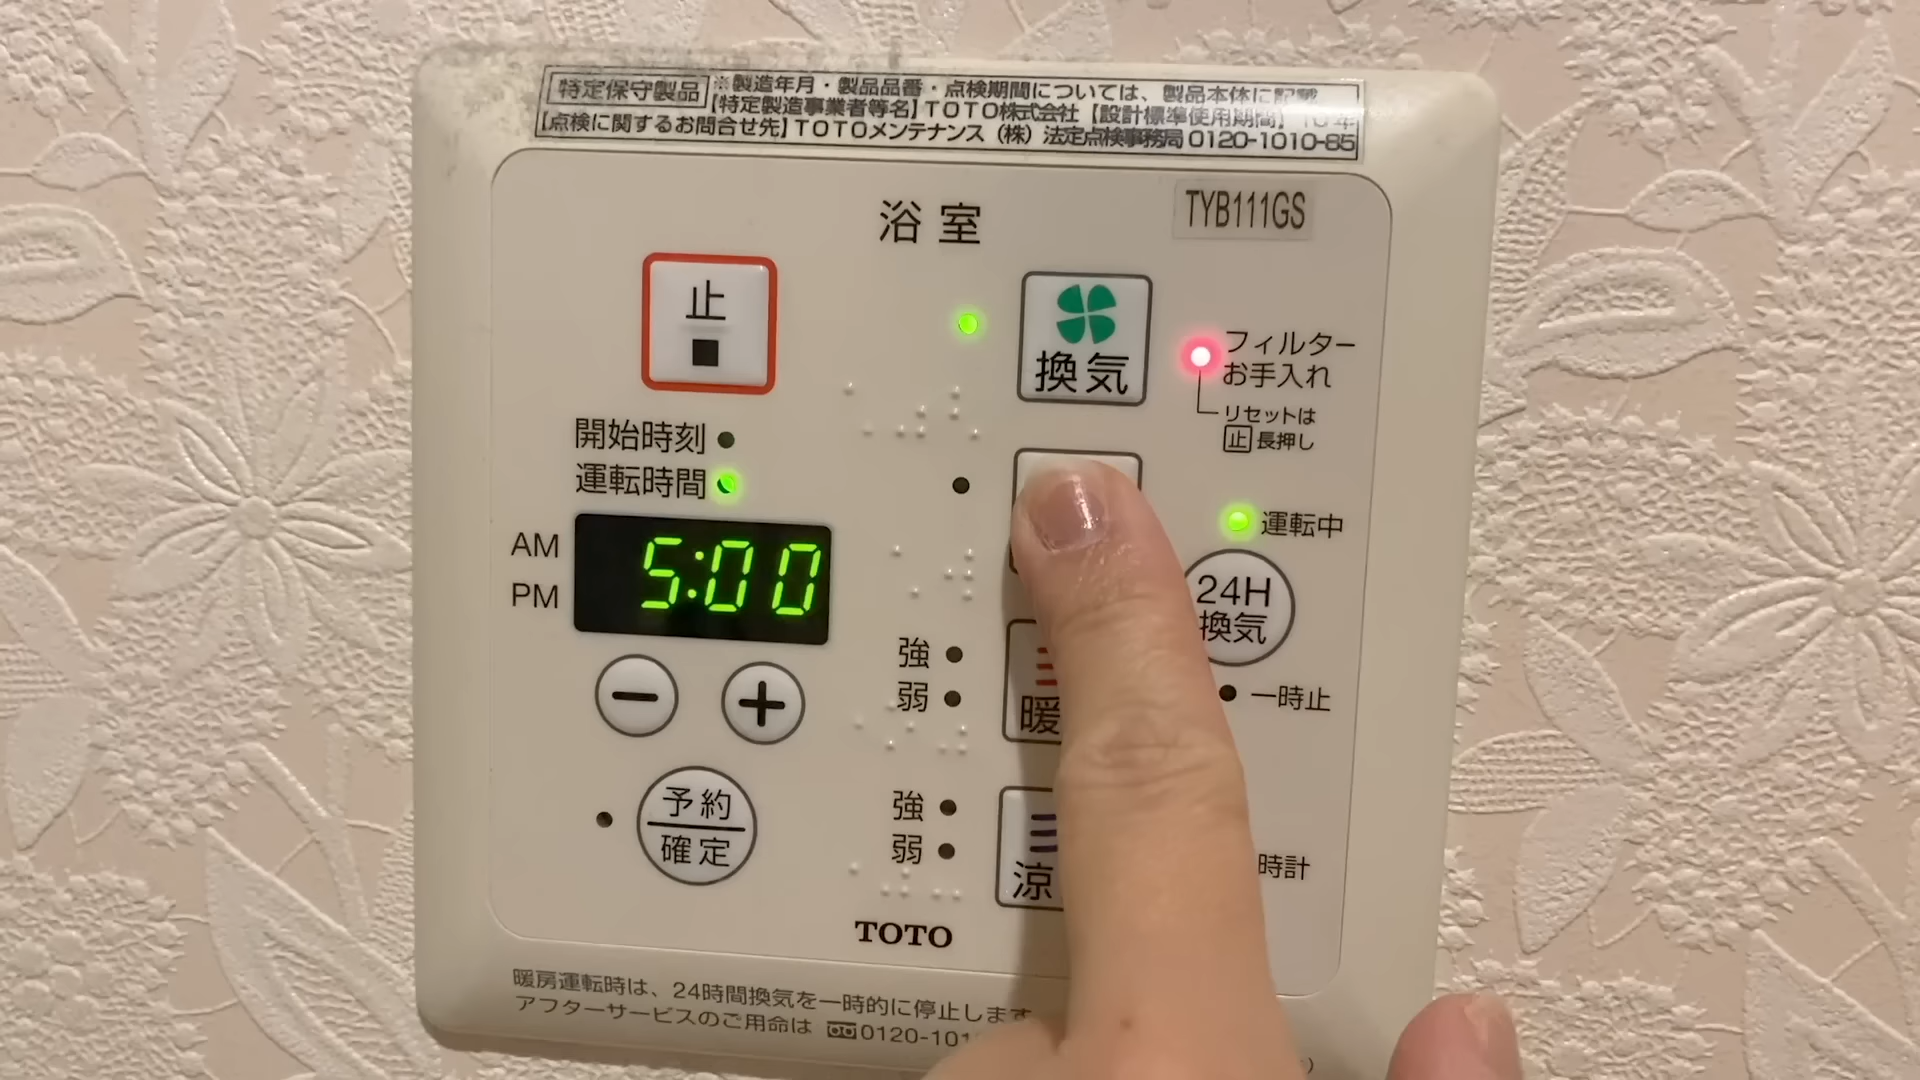 特定保守製品 ※製造年月・製品品番・点検期間については、製品本体に記載
【特定製造事業者等名】TOTO株式会社 【設計標準使用期間】10年
【点検に関するお問合せ先】TOTOメンテナンス（株）法定点検事務局 0120-1010-85
浴室
TYB111GS
止
換気
フィルター
お手入れ
リセットは
止 長押し
開始時刻
運転時間
AM
PM
5:00
運転中
24H
換気
強
弱
暖
一時止
予約
確定
強
弱
涼
時計
TOTO
暖房運転時は、24時間換気を一時的に停止します
アフターサービスのご用命は 0120-101